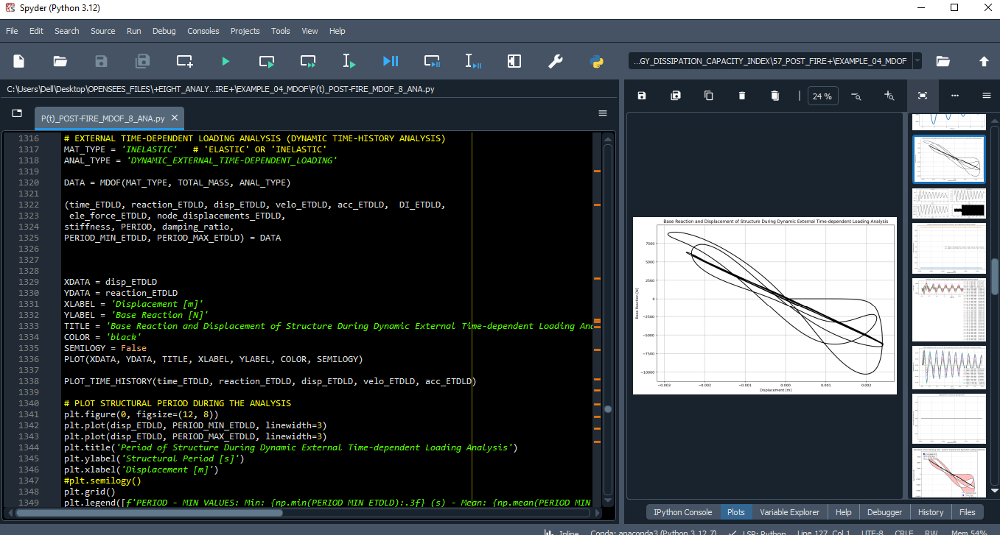 Spyder (Python 3.12)
File Edit Search Source Run Debug Consoles Projects Tools View Help
...GY_DISSIPATION_CAPACITY_INDEX\57_POST_FIRE+\EXAMPLE_04_MDOF
C:\Users\Dell\Desktop\OPENSEES_FILES\+EIGHT_ANALY...IRE+\EXAMPLE_04_MDOF\P(t)_POST-FIRE_MDOF_8_ANA.py
P(t)_POST-FIRE_MDOF_8_ANA.py
24 %
1316 # EXTERNAL TIME-DEPENDENT LOADING ANALYSIS (DYNAMIC TIME-HISTORY ANALYSIS)
1317 MAT_TYPE = 'INELASTIC' # 'ELASTIC' OR 'INELASTIC'
1318 ANAL_TYPE = 'DYNAMIC_EXTERNAL_TIME-DEPENDENT_LOADING'
1319
1320 DATA = MDOF(MAT_TYPE, TOTAL_MASS, ANAL_TYPE)
1321
1322 (time_ETDLD, reaction_ETDLD, disp_ETDLD, velo_ETDLD, acc_ETDLD, DI_ETDLD,
1323 ele_force_ETDLD, node_displacements_ETDLD,
1324 stiffness, PERIOD, damping_ratio,
1325 PERIOD_MIN_ETDLD, PERIOD_MAX_ETDLD) = DATA
1326
1327
1328
1329 XDATA = disp_ETDLD
1330 YDATA = reaction_ETDLD
1331 XLABEL = 'Displacement [m]'
1332 YLABEL = 'Base Reaction [N]'
1333 TITLE = 'Base Reaction and Displacement of Structure During Dynamic External Time-dependent Loading Ana
1334 COLOR = 'black'
1335 SEMILOGY = False
1336 PLOT(XDATA, YDATA, TITLE, XLABEL, YLABEL, COLOR, SEMILOGY)
1337
1338 PLOT_TIME_HISTORY(time_ETDLD, reaction_ETDLD, disp_ETDLD, velo_ETDLD, acc_ETDLD)
1339
1340 # PLOT STRUCTURAL PERIOD DURING THE ANALYSIS
1341 plt.figure(0, figsize=(12, 8))
1342 plt.plot(disp_ETDLD, PERIOD_MIN_ETDLD, linewidth=3)
1343 plt.plot(disp_ETDLD, PERIOD_MAX_ETDLD, linewidth=3)
1344 plt.title('Period of Structure During Dynamic External Time-dependent Loading Analysis')
1345 plt.ylabel('Structural Period [s]')
1346 plt.xlabel('Displacement [m]')
1347 #plt.semilogy()
1348 plt.grid()
1349 plt.legend([f'PERIOD - MIN VALUES: Min: {np.min(PERIOD_MIN_ETDLD):.3f} (s) - Mean: {np.mean(PERIOD_MIN
Base Reaction and Displacement of Structure During Dynamic External Time-dependent Loading Analysis
Base Reaction [N]
7500
5000
2500
0
−2500
−5000
−7500
−10000
−0.003 −0.002 −0.001 0.000 0.001 0.002
Displacement [m]
IPython Console Plots Variable Explorer Help Debugger History Files
Inline Conda: anaconda3 (Python 3.12.7) LSP: Python Line 127, Col 1 UTF-8 CRLF RW Mem 54%